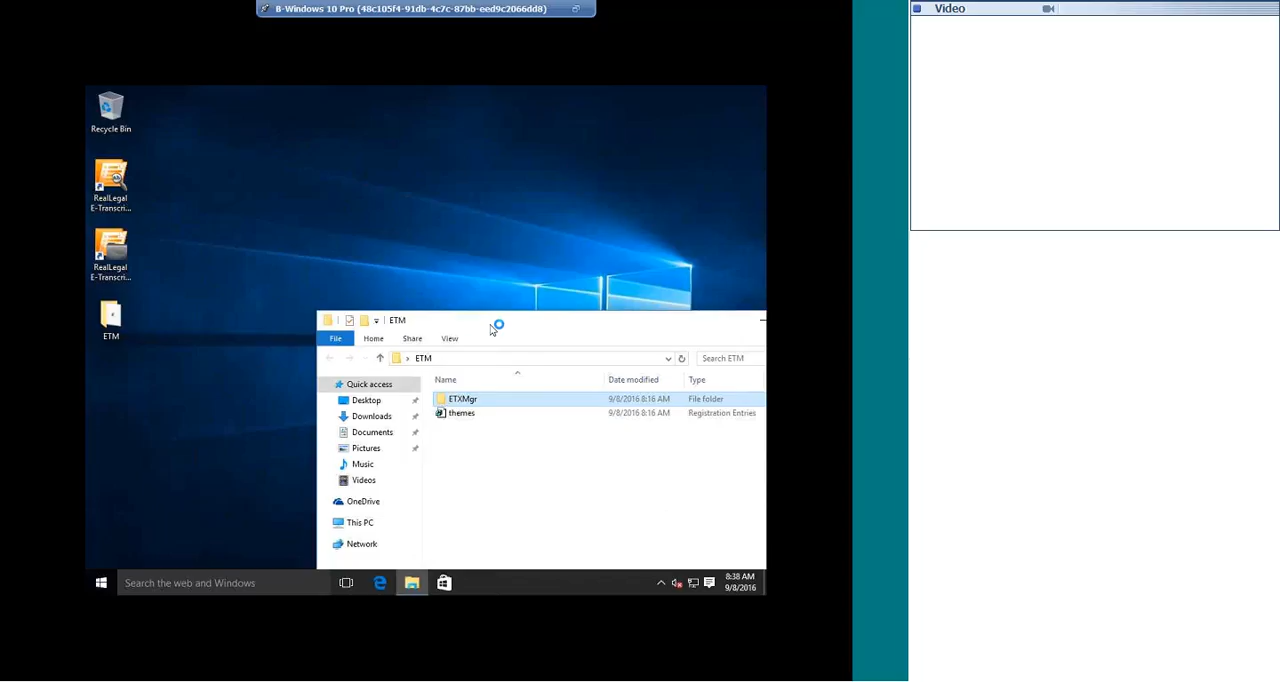 B-Windows 10 Pro (48c105f4-91db-4c7c-87bb-eed9c2066dd8)
Video
Recycle Bin
RealLegal
E-Transcri...
RealLegal
E-Transcri...
ETM
ETM
File Home Share View
ETM
Search ETM
Name Date modified Type
Quick access
ETXMgr 9/8/2016 8:16 AM File folder
themes 9/8/2016 8:16 AM Registration Entries
Desktop
Downloads
Documents
Pictures
Music
Videos
OneDrive
This PC
Network
Search the web and Windows
8:38 AM
9/8/2016